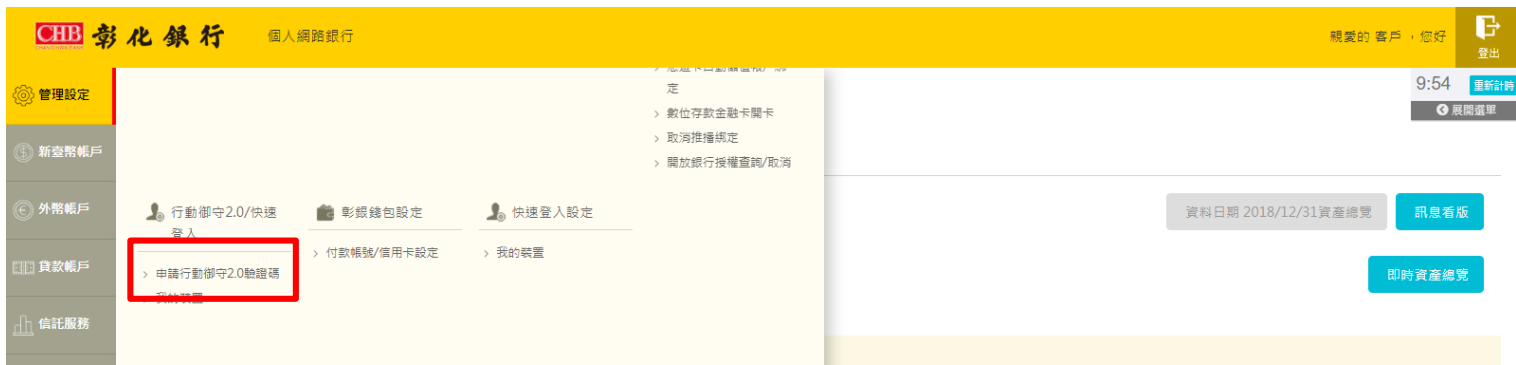 CHB 彰化銀行 個人網路銀行 親愛的 客戶 ，您好
登出
管理設定
新臺幣帳戶
外幣帳戶
貸款帳戶
信託服務
定
> 數位存款金融卡開卡
> 取消推播綁定
> 開放銀行授權查詢/取消
行動御守2.0/快速
登入
> 申請行動御守2.0驗證碼
> 我的裝置
彰銀錢包設定
> 付款帳號/信用卡設定
快速登入設定
> 我的裝置
9:54 重新計時
展開選單
資料日期 2018/12/31資產總覽 訊息看版
即時資產總覽